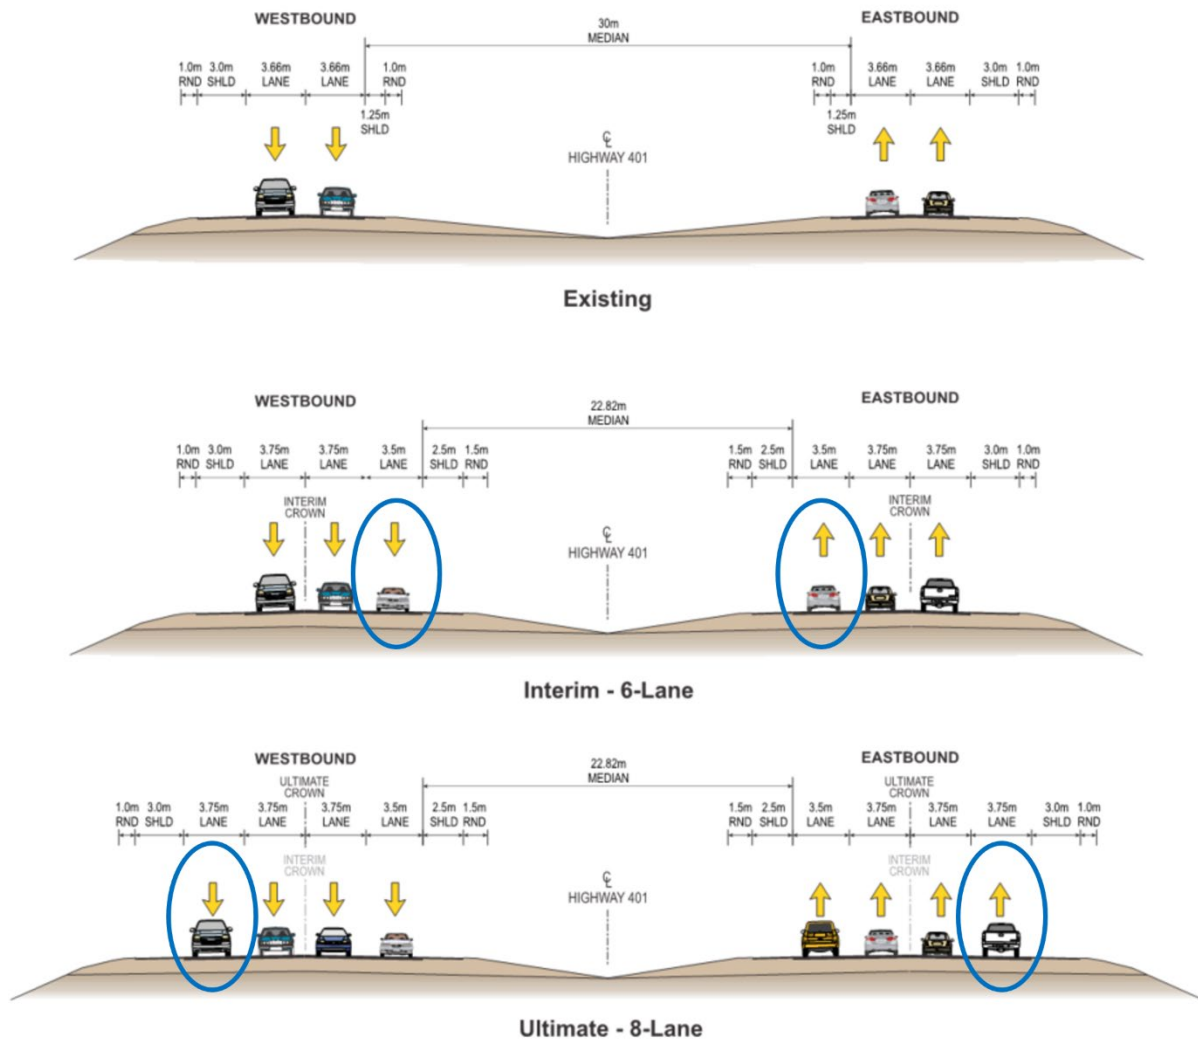 WESTBOUND
EASTBOUND
30m
MEDIAN
1.0m 3.0m 3.66m 3.66m 1.0m
RND SHLD LANE LANE RND
1.0m 3.66m 3.66m 3.0m 1.0m
RND LANE LANE SHLD RND
1.25m
SHLD
1.25m
SHLD
℄
HIGHWAY 401
Existing
WESTBOUND
EASTBOUND
22.82m
MEDIAN
1.0m 3.0m 3.75m 3.75m 3.5m 2.5m 1.5m
RND SHLD LANE LANE LANE SHLD RND
1.5m 2.5m 3.5m 3.75m 3.75m 3.0m 1.0m
RND SHLD LANE LANE LANE SHLD RND
INTERIM
CROWN
INTERIM
CROWN
℄
HIGHWAY 401
Interim - 6-Lane
WESTBOUND
EASTBOUND
22.82m
MEDIAN
ULTIMATE
CROWN
ULTIMATE
CROWN
1.0m 3.0m 3.75m 3.75m 3.75m 3.5m 2.5m 1.5m
RND SHLD LANE LANE LANE LANE SHLD RND
1.5m 2.5m 3.5m 3.75m 3.75m 3.75m 3.0m 1.0m
RND SHLD LANE LANE LANE LANE SHLD RND
INTERIM
CROWN
INTERIM
CROWN
℄
HIGHWAY 401
Ultimate - 8-Lane